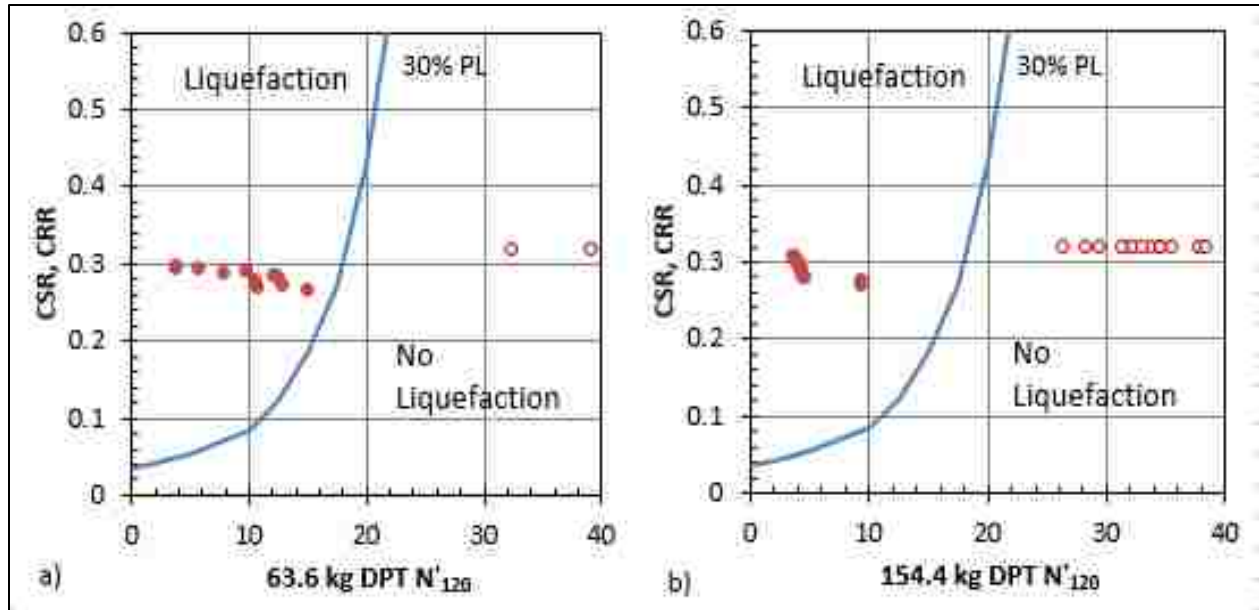 0.6
0.5
0.4
0.3
0.2
0.1
0
CSR, CRR
Liquefaction
30% PL
No
Liquefaction
0 10 20 30 40
a) 63.6 kg DPT N'120
0.6
0.5
0.4
0.3
0.2
0.1
0
CSR, CRR
Liquefaction
30% PL
No
Liquefaction
0 10 20 30 40
b) 154.4 kg DPT N'120